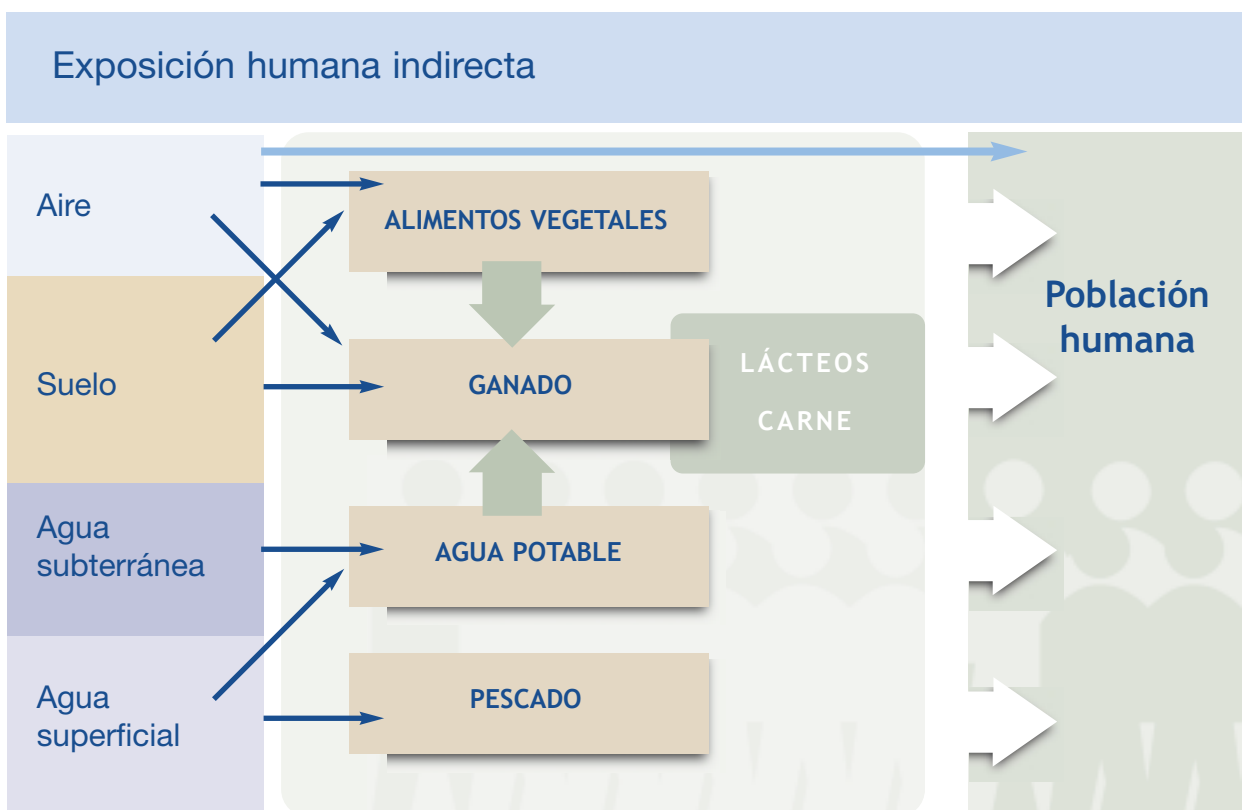 Exposición humana indirecta
Aire
ALIMENTOS VEGETALES
Población
humana
Suelo
GANADO
LÁCTEOS
CARNE
Agua
subterránea
AGUA POTABLE
Agua
superficial
PESCADO